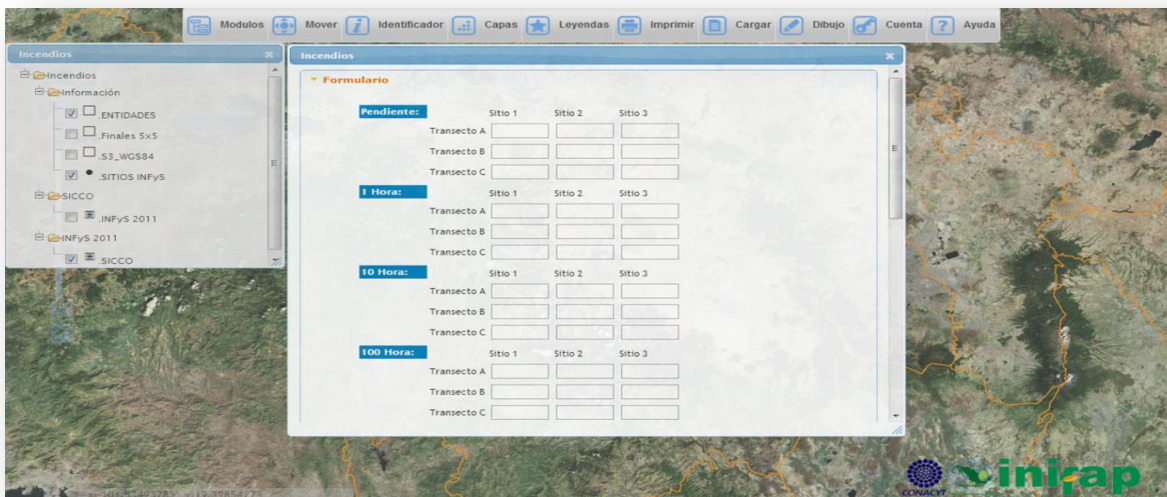 Modulos Mover Identificador Capas Leyendas Imprimir Cargar Dibujo Cuenta ? Ayuda
Incendios
Incendios
Información
.ENTIDADES
.Finales 5x5
.S3_WGS84
.SITIOS INFyS
SICCO
.INFyS 2011
INFyS 2011
.SICCO
Incendios
Formulario
Pendiente: Sitio 1 Sitio 2 Sitio 3
Transecto A
Transecto B
Transecto C
1 Hora: Sitio 1 Sitio 2 Sitio 3
Transecto A
Transecto B
Transecto C
10 Hora: Sitio 1 Sitio 2 Sitio 3
Transecto A
Transecto B
Transecto C
100 Hora: Sitio 1 Sitio 2 Sitio 3
Transecto A
Transecto B
Transecto C
CONACYT
inifap